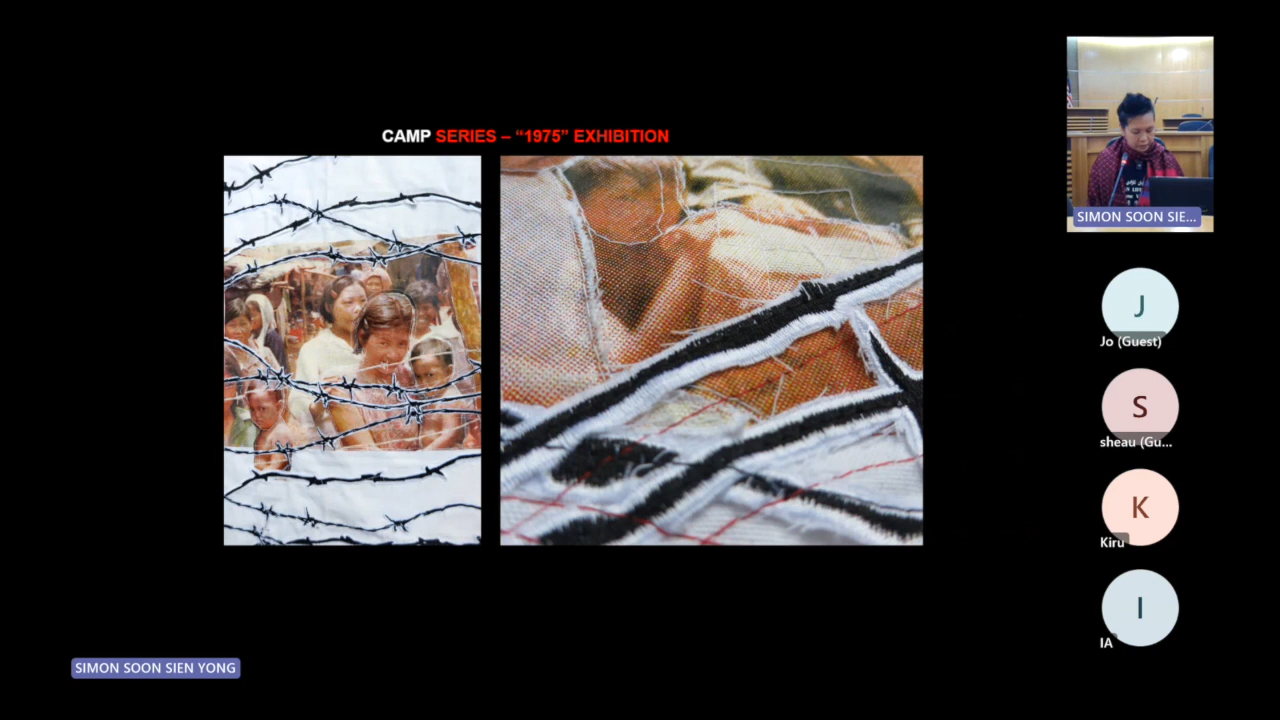 CAMP SERIES – “1975” EXHIBITION
SIMON SOON SIE...
J
Jo (Guest)
S
sheau (Gu...
K
Kiru
I
IA
SIMON SOON SIEN YONG